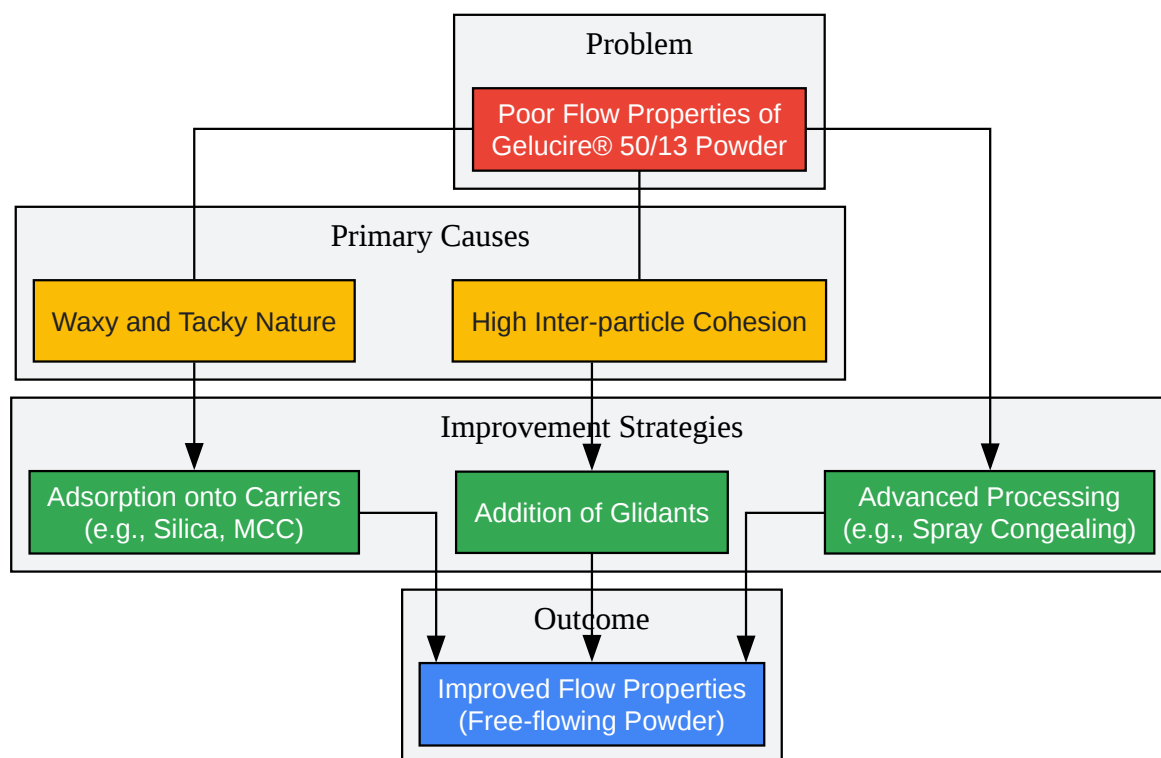 Problem
Poor Flow Properties of
Gelucire® 50/13 Powder
Primary Causes
Waxy and Tacky Nature
High Inter-particle Cohesion
Improvement Strategies
Adsorption onto Carriers
(e.g., Silica, MCC)
Addition of Glidants
Advanced Processing
(e.g., Spray Congealing)
Outcome
Improved Flow Properties
(Free-flowing Powder)